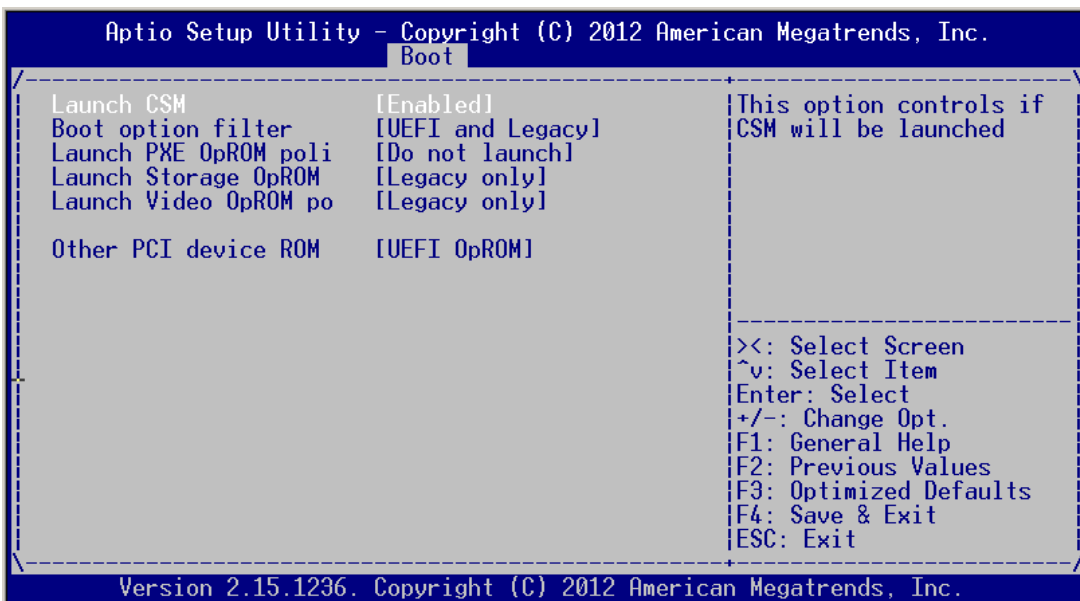 Aptio Setup Utility - Copyright (C) 2012 American Megatrends, Inc.
Boot
Launch CSM [Enabled]
Boot option filter [UEFI and Legacy]
Launch PXE OpROM poli [Do not launch]
Launch Storage OpROM [Legacy only]
Launch Video OpROM po [Legacy only]
Other PCI device ROM [UEFI OpROM]
This option controls if
CSM will be launched
><: Select Screen
^v: Select Item
Enter: Select
+/-: Change Opt.
F1: General Help
F2: Previous Values
F3: Optimized Defaults
F4: Save & Exit
ESC: Exit
Version 2.15.1236. Copyright (C) 2012 American Megatrends, Inc.